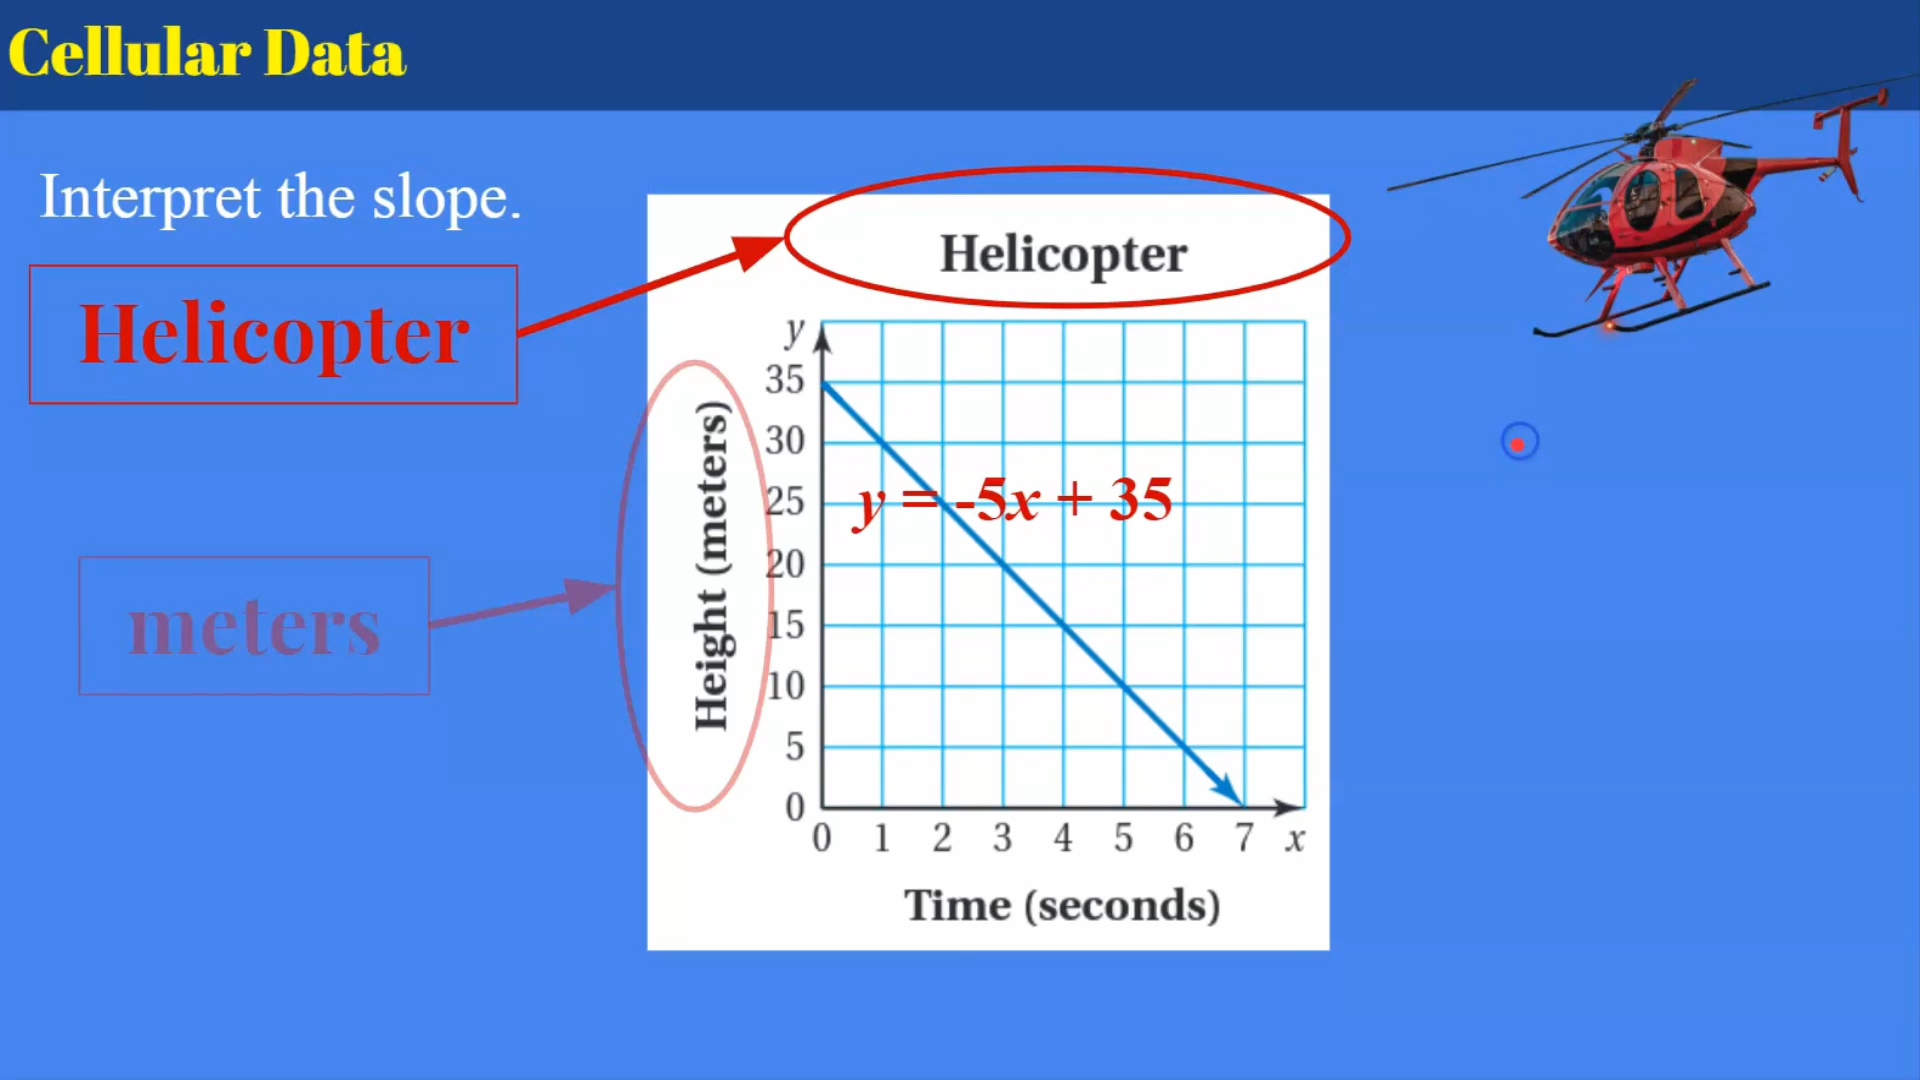 Cellular Data
Interpret the slope.
Helicopter
meters
Helicopter
y
35
30
25
20
15
10
5
0
Height (meters)
y = -5x + 35
0 1 2 3 4 5 6 7 x
Time (seconds)